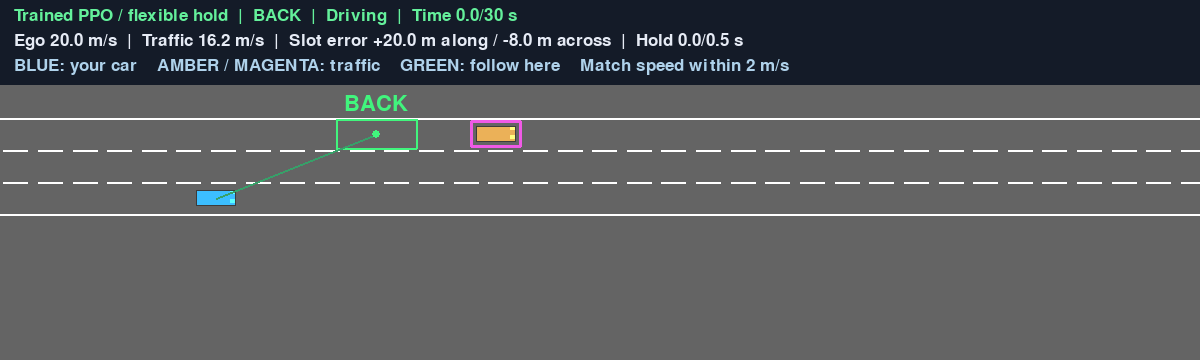 Trained PPO / flexible hold | BACK | Driving | Time 0.0/30 s
Ego 20.0 m/s | Traffic 16.2 m/s | Slot error +20.0 m along / -8.0 m across | Hold 0.0/0.5 s
BLUE: your car AMBER / MAGENTA: traffic GREEN: follow here Match speed within 2 m/s
BACK